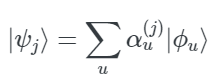 |ψ_j⟩ = ∑_u α_u^{(j)} |ϕ_u⟩